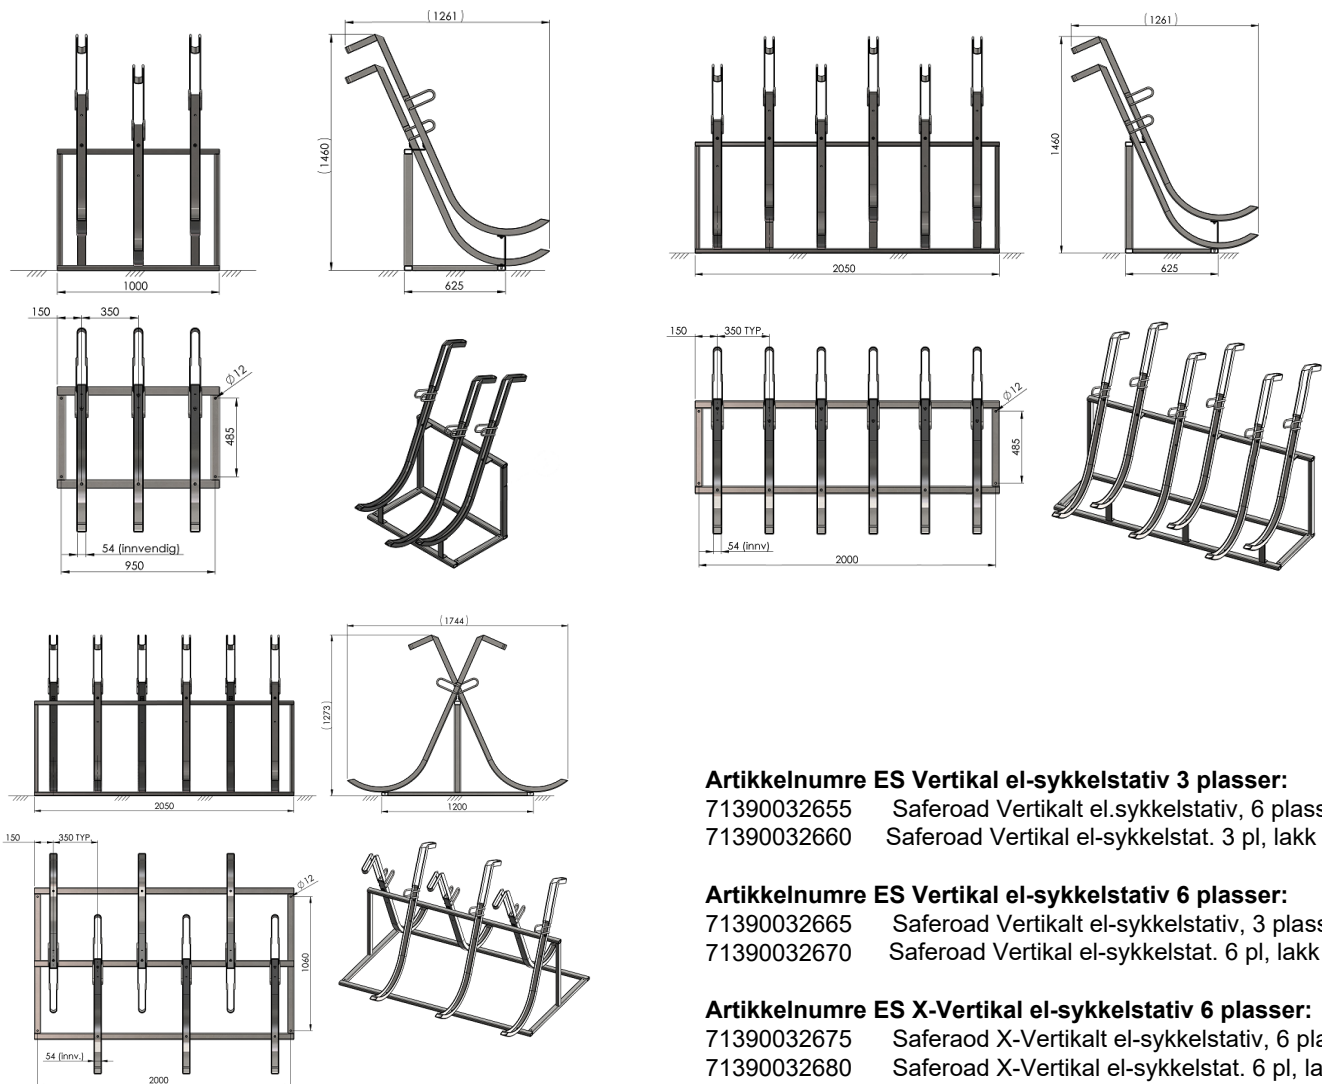 (1261)
(1460)
1000
625
150
350
Ø12
485
54 (innvendig)
950
(1261)
1460
2050
625
150
350 TYP.
Ø12
485
54 (innv)
2000
(1744)
(1273)
2050
1200
150
350 TYP.
Ø12
1060
54 (innv.)
2000
Artikkelnumre ES Vertikal el-sykkelstativ 3 plasser:
71390032655 Saferoad Vertikalt el.sykkelstativ, 6 plass
71390032660 Saferoad Vertikal el-sykkelstat. 3 pl, lakk
Artikkelnumre ES Vertikal el-sykkelstativ 6 plasser:
71390032665 Saferoad Vertikalt el-sykkelstativ, 3 plass
71390032670 Saferoad Vertikal el-sykkelstat. 6 pl, lakk
Artikkelnumre ES X-Vertikal el-sykkelstativ 6 plasser:
71390032675 Saferaod X-Vertikalt el-sykkelstativ, 6 pla
71390032680 Saferoad X-Vertikal el-sykkelstat. 6 pl, la